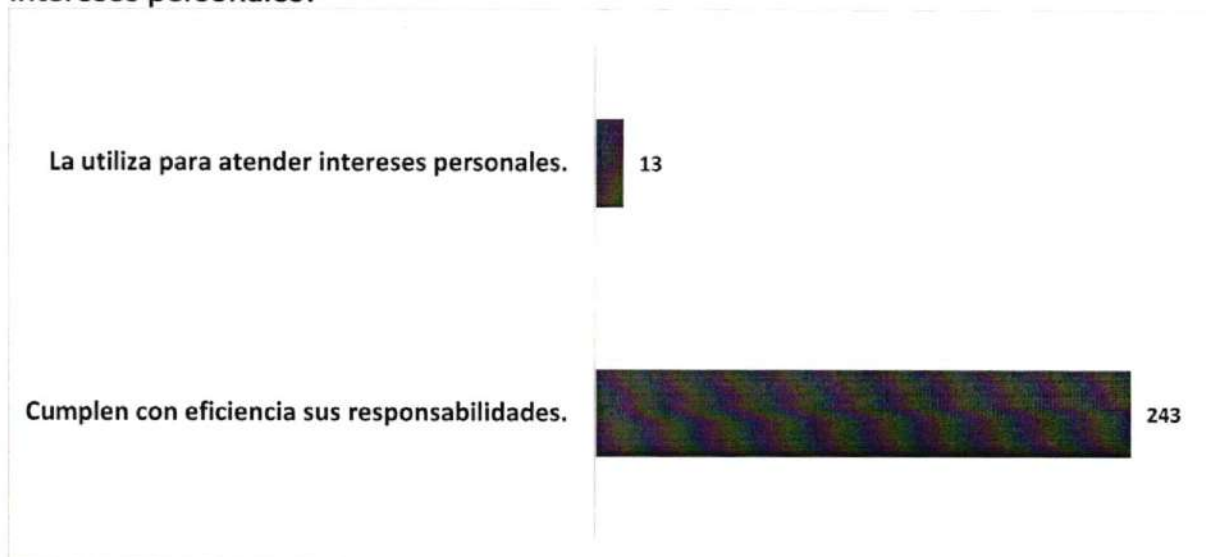 intereses personales?
La utiliza para atender intereses personales.
13
Cumplen con eficiencia sus responsabilidades.
243